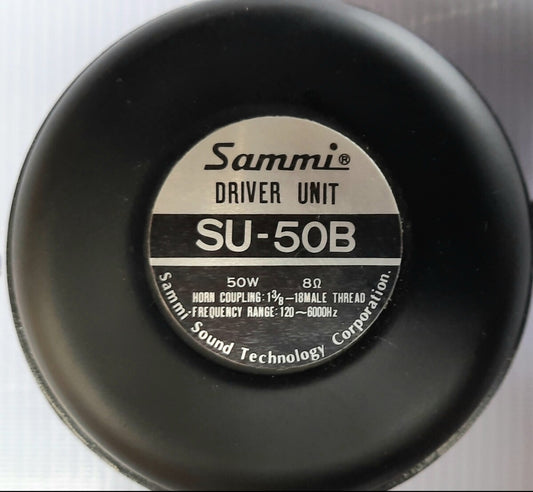 Sammi®
DRIVER UNIT
SU-50B
50W 8Ω
HORN COUPLING: 1⅜–18MALE THREAD
FREQUENCY RANGE: 120~6000Hz
Sammi Sound Technology Corporation.